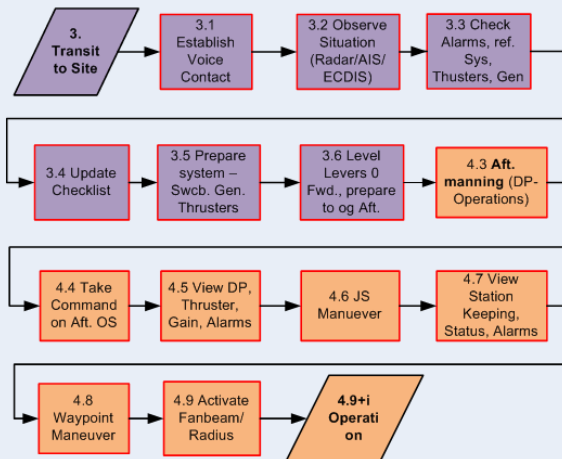 3.
Transit
to Site
3.1
Establish
Voice
Contact
3.2 Observe
Situation
(Radar/AIS/
ECDIS)
3.3 Check
Alarms, ref.
Sys,
Thrusters, Gen
3.4 Update
Checklist
3.5 Prepare
system –
Swcb. Gen.
Thrusters
3.6 Level
Levers 0
Fwd., prepare
to og Aft.
4.3 Aft.
manning (DP-
Operations)
4.4 Take
Command
on Aft. OS
4.5 View DP,
Thruster,
Gain, Alarms
4.6 JS
Manuever
4.7 View
Station
Keeping,
Status, Alarms
4.8
Waypoint
Maneuver
4.9 Activate
Fanbeam/
Radius
4.9+i
Operati
on